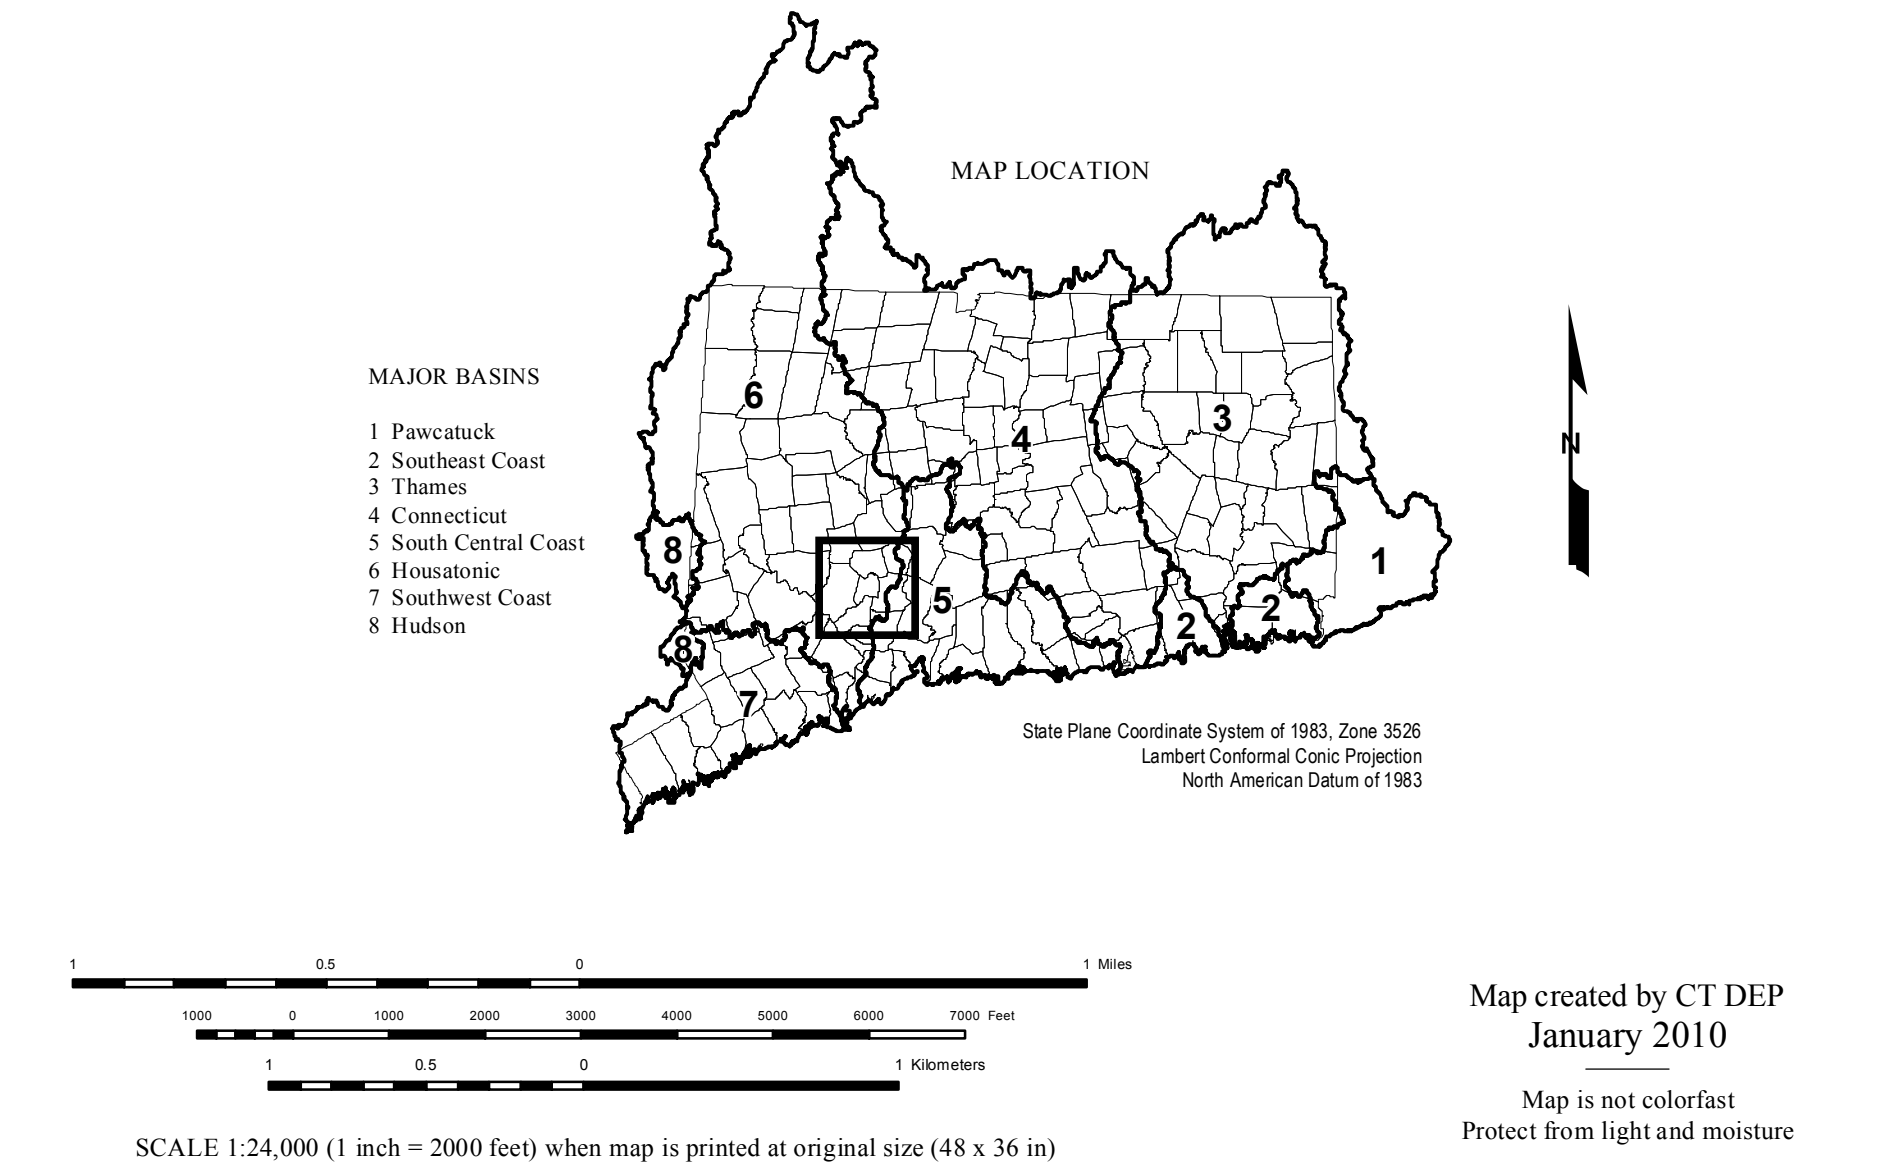 MAP LOCATION
MAJOR BASINS
1 Pawcatuck
2 Southeast Coast
3 Thames
4 Connecticut
5 South Central Coast
6 Housatonic
7 Southwest Coast
8 Hudson
6
4
3
8
1
5
2
2
8
7
N
State Plane Coordinate System of 1983, Zone 3526
Lambert Conformal Conic Projection
North American Datum of 1983
1 0.5 0 1 Miles
1000 0 1000 2000 3000 4000 5000 6000 7000 Feet
1 0.5 0 1 Kilometers
SCALE 1:24,000 (1 inch = 2000 feet) when map is printed at original size (48 x 36 in)
Map created by CT DEP
January 2010
Map is not colorfast
Protect from light and moisture